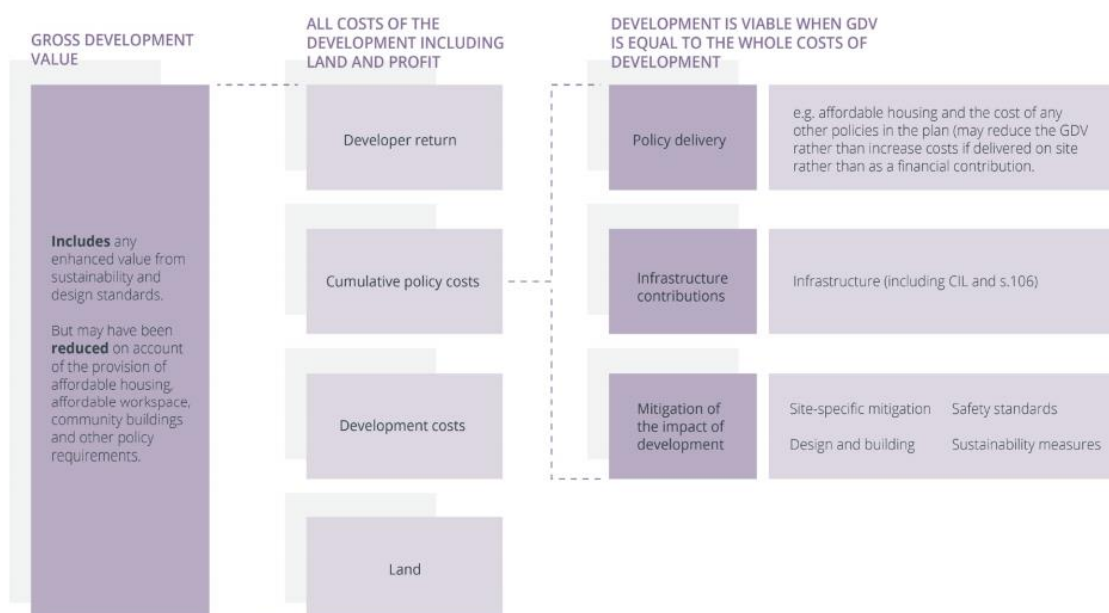 GROSS DEVELOPMENT
VALUE
Includes any
enhanced value from
sustainability and
design standards.
But may have been
reduced on account
of the provision of
affordable housing,
affordable workspace,
community buildings
and other policy
requirements.
ALL COSTS OF THE
DEVELOPMENT INCLUDING
LAND AND PROFIT
Developer return
Cumulative policy costs
Development costs
Land
DEVELOPMENT IS VIABLE WHEN GDV
IS EQUAL TO THE WHOLE COSTS OF
DEVELOPMENT
Policy delivery
e.g. affordable housing and the cost of any
other policies in the plan (may reduce the GDV
rather than increase costs if delivered on site
rather than as a financial contribution.
Infrastructure
contributions
Infrastructure (including CIL and s.106)
Mitigation of
the impact of
development
Site-specific mitigation Safety standards
Design and building Sustainability measures